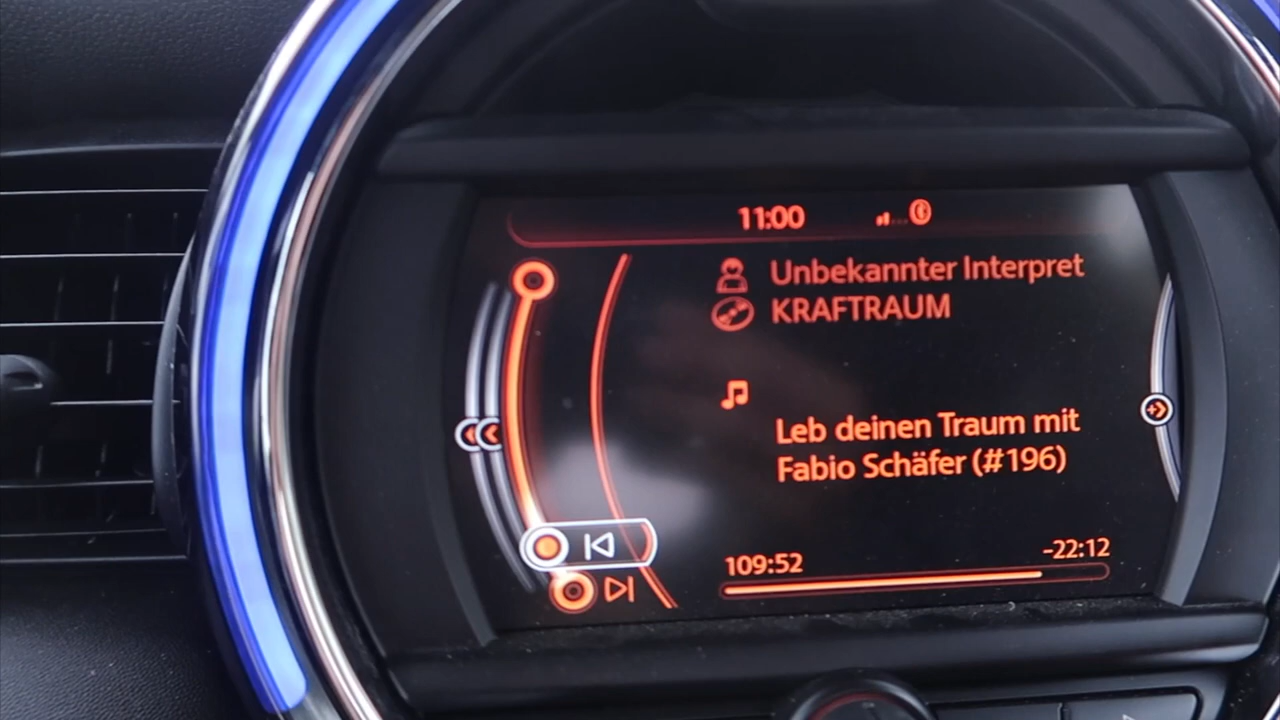 11:00
Unbekannter Interpret
KRAFTRAUM
Leb deinen Traum mit
Fabio Schäfer (#196)
109:52
-22:12